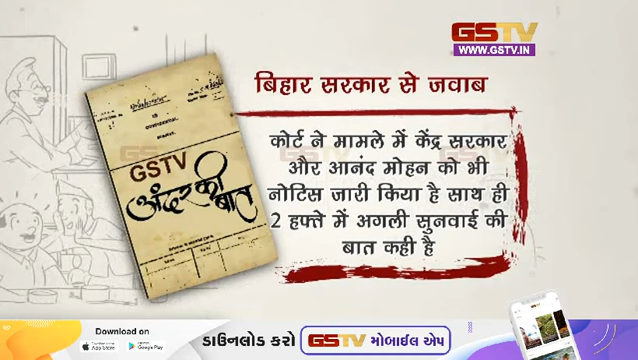 GSTV
WWW.GSTV.IN
बिहार सरकार से जवाब
कोर्ट ने मामले में केंद्र सरकार
और आनंद मोहन को भी
नोटिस जारी किया है साथ ही
2 हफ्ते में अगली सुनवाई की
बात कही है
CONFIDENTIAL
GSTV
अंदर की बात
Download on
App Store
Google Play
ડાઉનલોડ કરો GSTV મોબાઈલ એપ